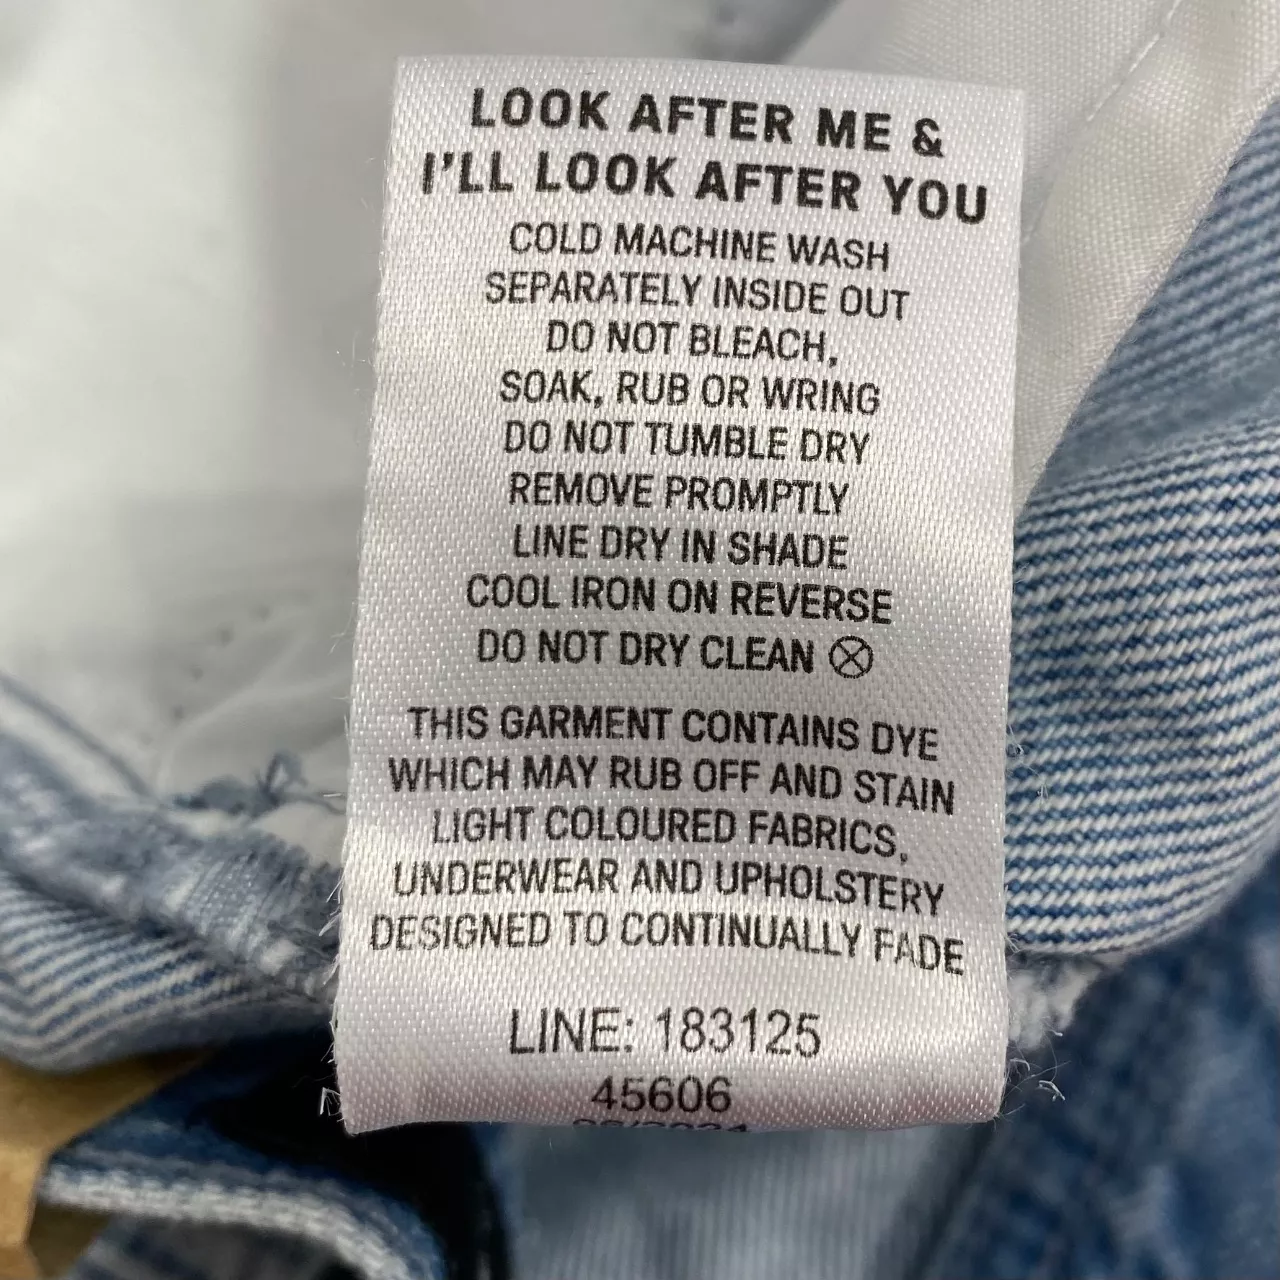 LOOK AFTER ME &
I'LL LOOK AFTER YOU
COLD MACHINE WASH
SEPARATELY INSIDE OUT
DO NOT BLEACH,
SOAK, RUB OR WRING
DO NOT TUMBLE DRY
REMOVE PROMPTLY
LINE DRY IN SHADE
COOL IRON ON REVERSE
DO NOT DRY CLEAN
THIS GARMENT CONTAINS DYE
WHICH MAY RUB OFF AND STAIN
LIGHT COLOURED FABRICS,
UNDERWEAR AND UPHOLSTERY
DESIGNED TO CONTINUALLY FADE
LINE: 183125
45606